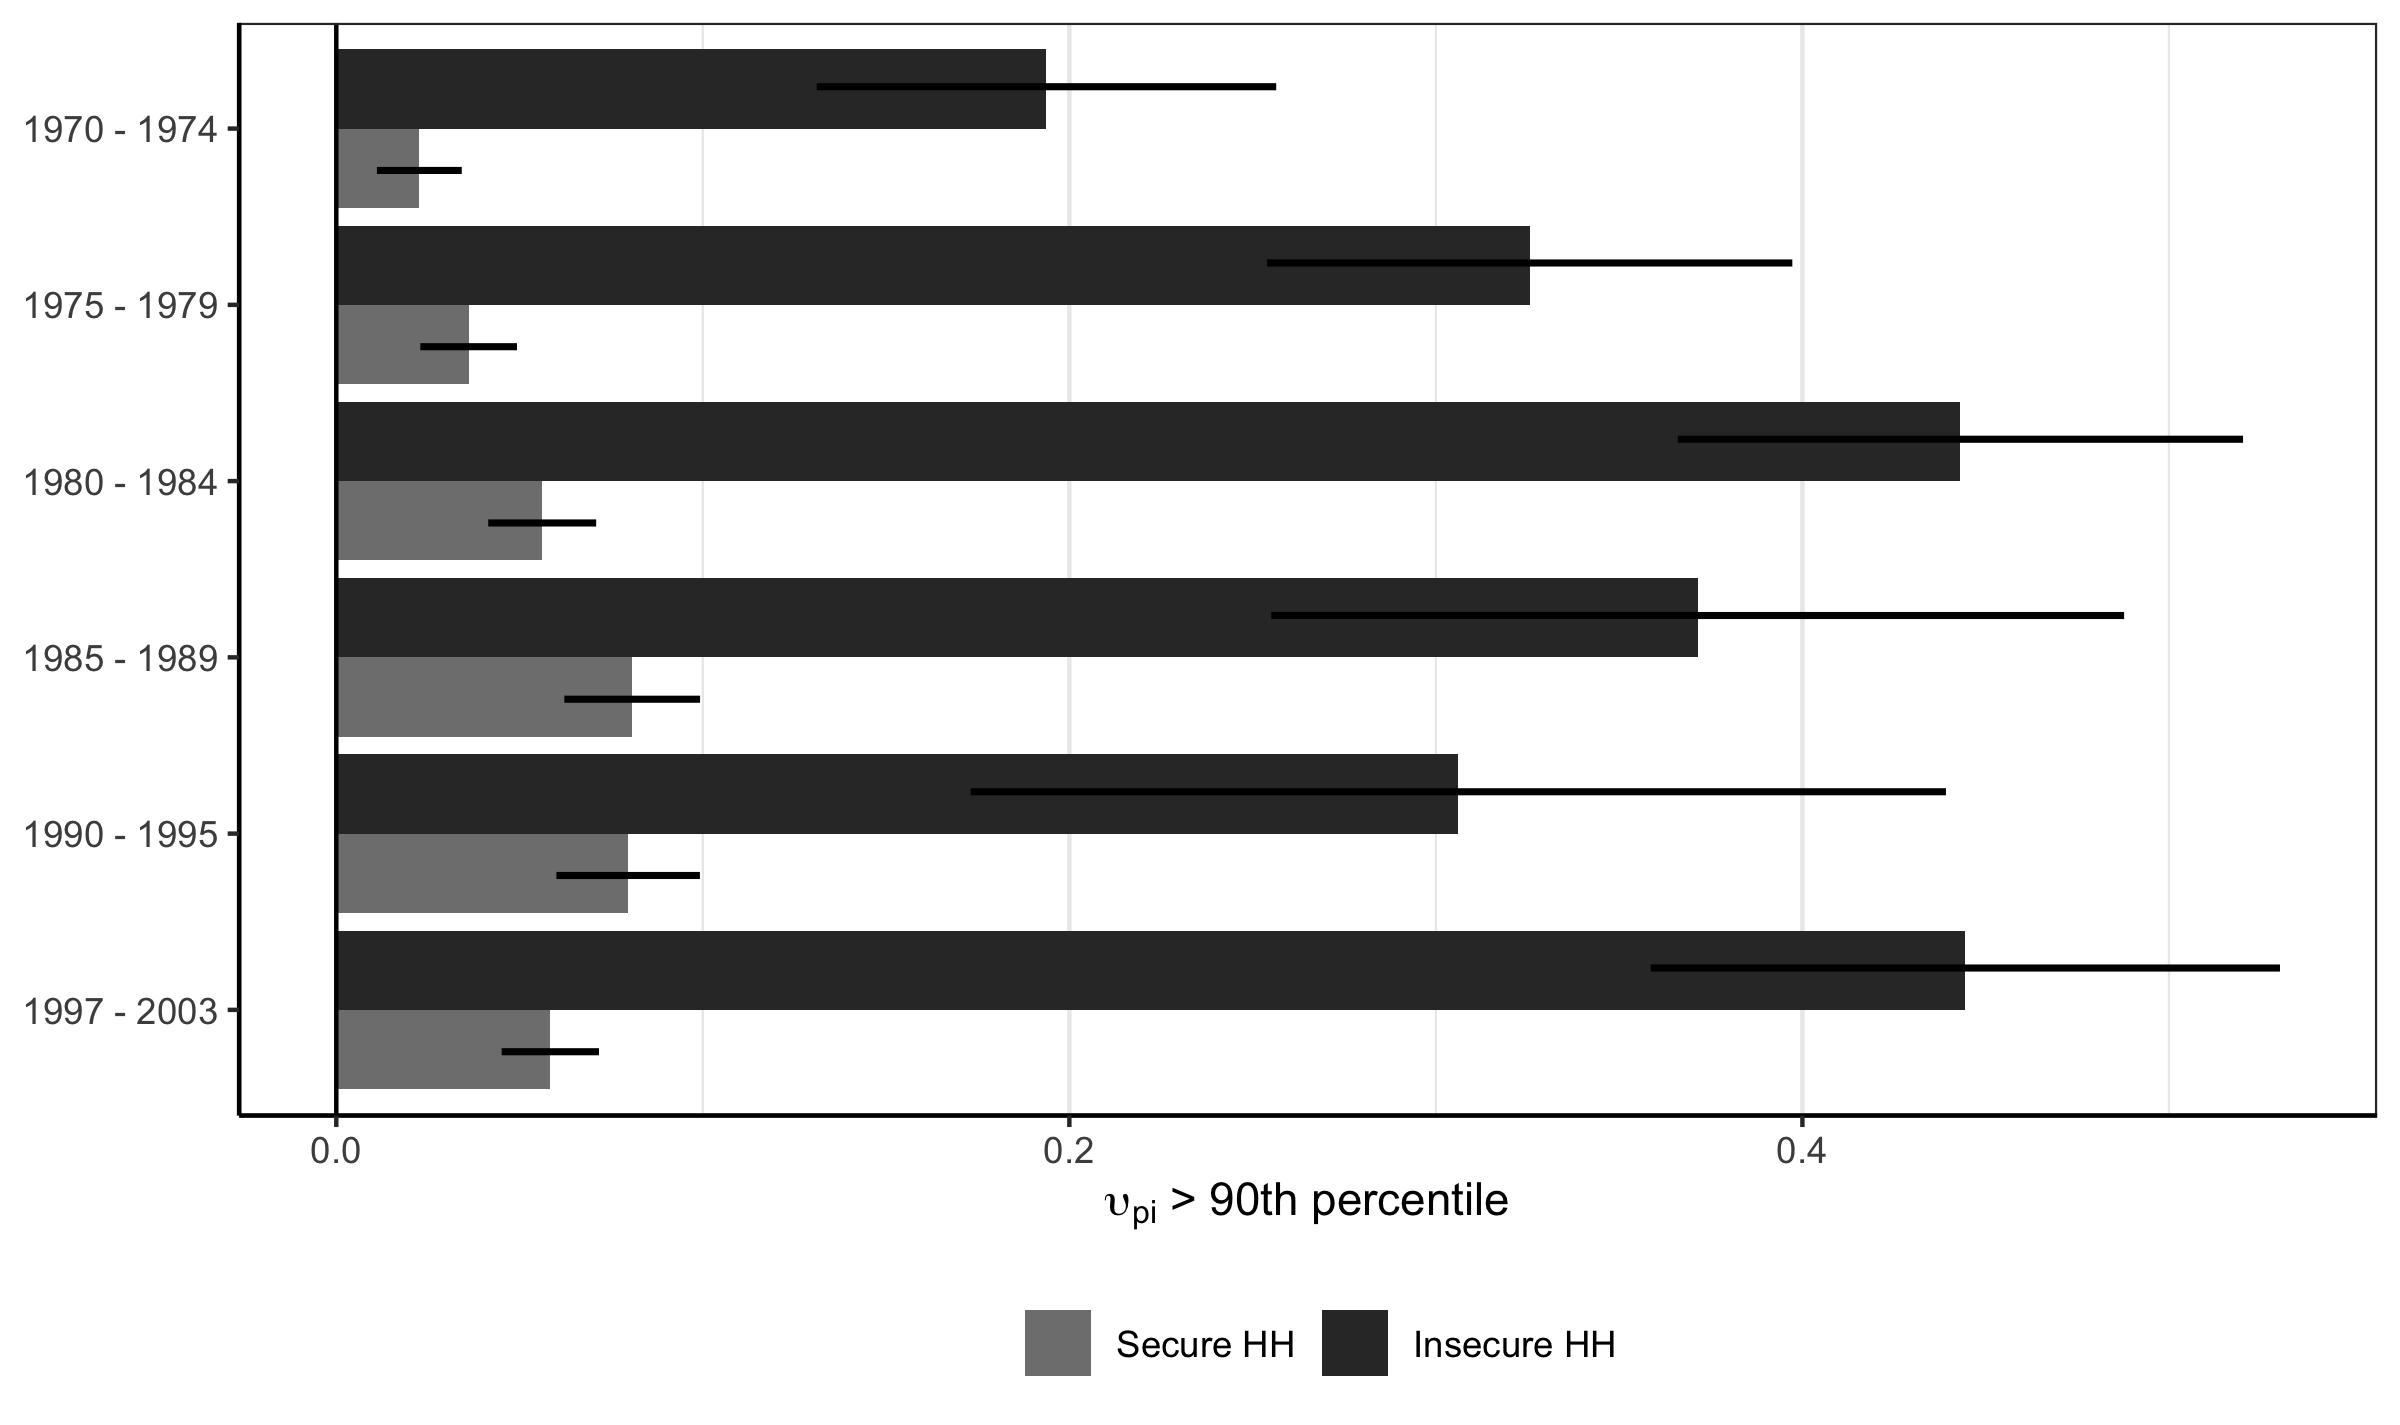 1970 - 1974
1975 - 1979
1980 - 1984
1985 - 1989
1990 - 1995
1997 - 2003
0.0 0.2 0.4
υpi > 90th percentile
Secure HH Insecure HH